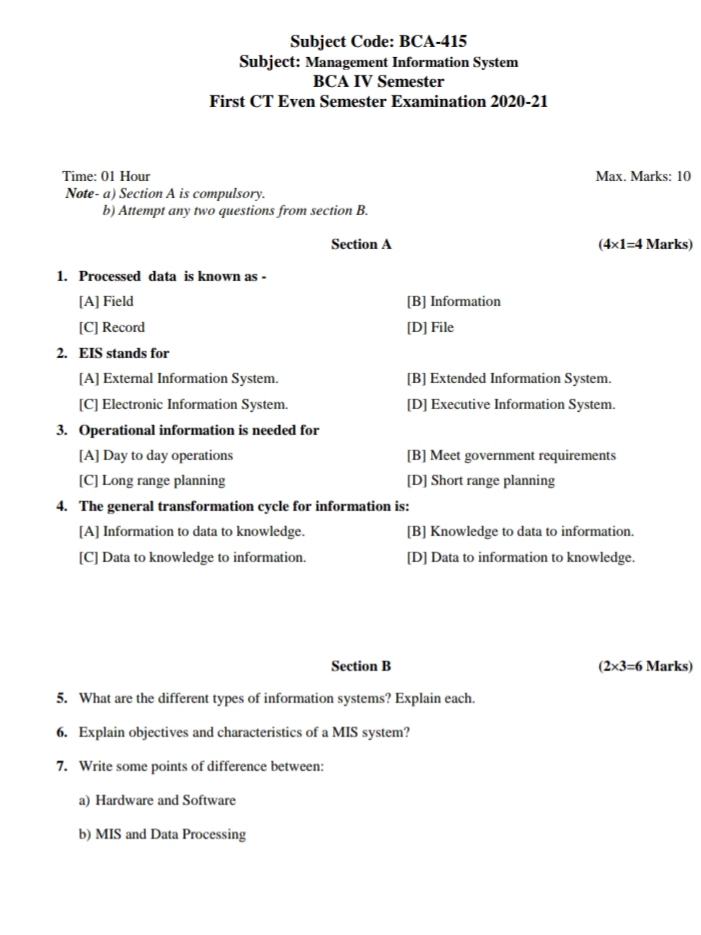 Subject Code: BCA-415
Subject: Management Information System
BCA IV Semester
First CT Even Semester Examination 2020-21
Time: 01 Hour Max. Marks: 10
Note- a) Section A is compulsory.
b) Attempt any two questions from section B.
Section A (4×1=4 Marks)
1. Processed data is known as -
[A] Field [B] Information
[C] Record [D] File
2. EIS stands for
[A] External Information System. [B] Extended Information System.
[C] Electronic Information System. [D] Executive Information System.
3. Operational information is needed for
[A] Day to day operations [B] Meet government requirements
[C] Long range planning [D] Short range planning
4. The general transformation cycle for information is:
[A] Information to data to knowledge. [B] Knowledge to data to information.
[C] Data to knowledge to information. [D] Data to information to knowledge.
Section B (2×3=6 Marks)
5. What are the different types of information systems? Explain each.
6. Explain objectives and characteristics of a MIS system?
7. Write some points of difference between:
a) Hardware and Software
b) MIS and Data Processing